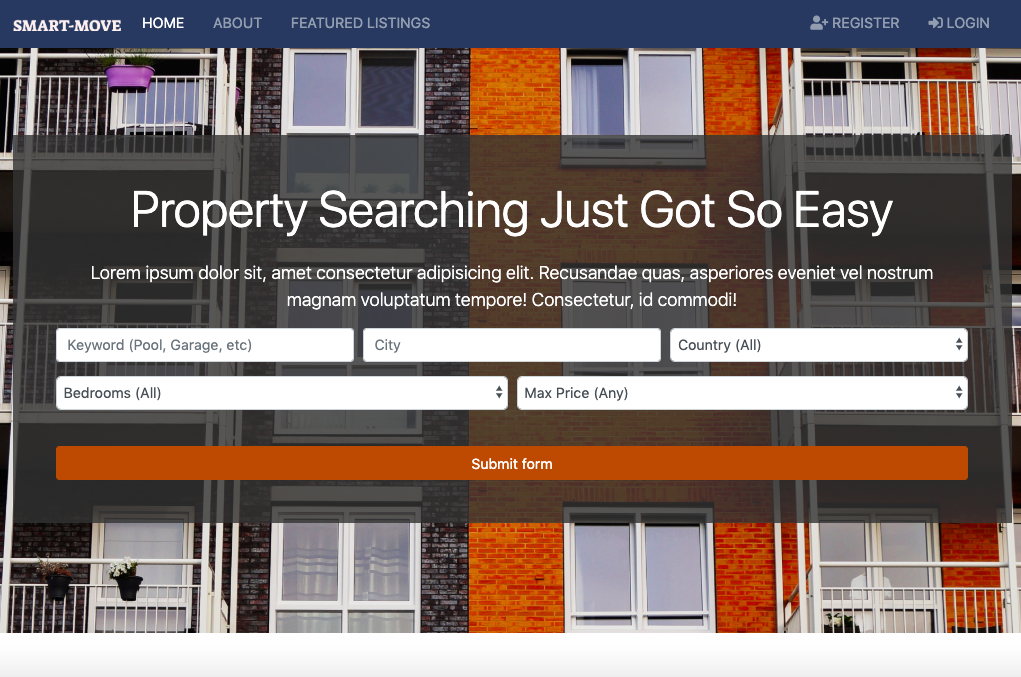 SMART-MOVE HOME ABOUT FEATURED LISTINGS REGISTER LOGIN
Property Searching Just Got So Easy
Lorem ipsum dolor sit, amet consectetur adipisicing elit. Recusandae quas, asperiores eveniet vel nostrum
magnam voluptatum tempore! Consectetur, id commodi!
Keyword (Pool, Garage, etc) City Country (All)
Bedrooms (All) Max Price (Any)
Submit form